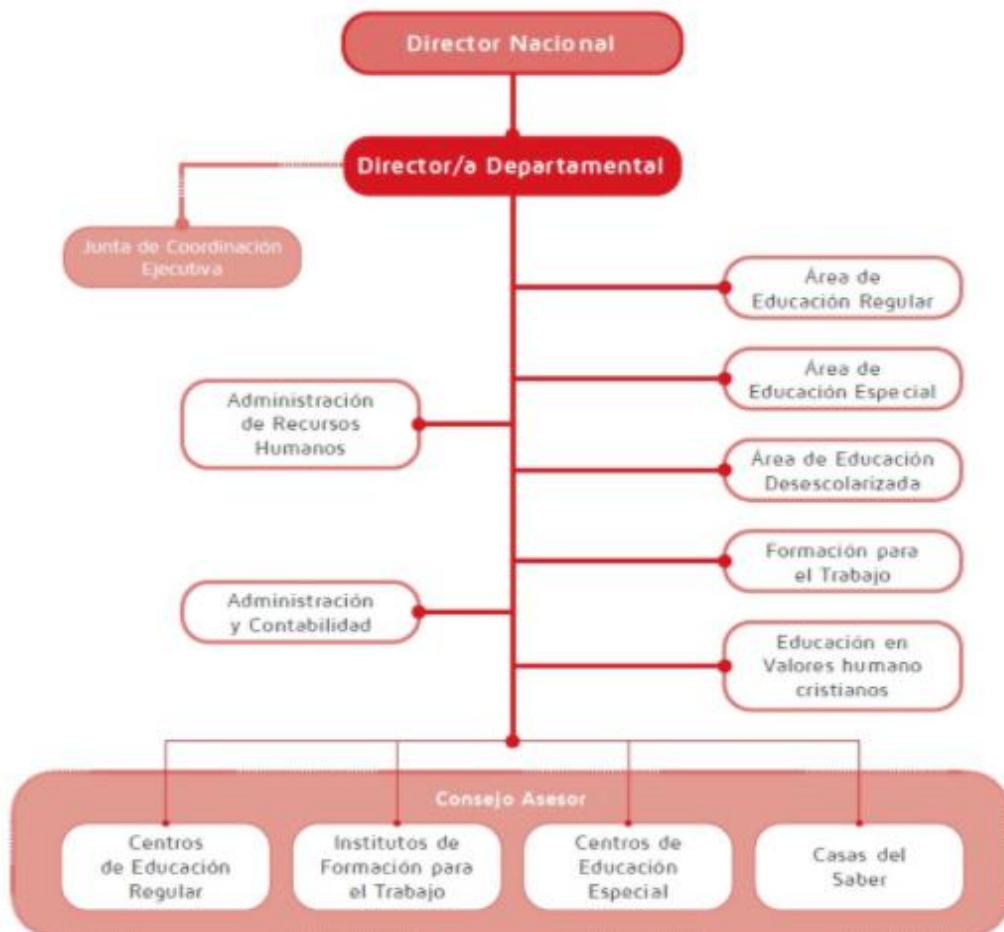 Director Nacional
Director/a Departamental
Junta de Coordinación
Ejecutiva
Área de
Educación Regular
Área de
Educación Especial
Administración
de Recursos
Humanos
Área de Educación
Desescolarizada
Formación para
el Trabajo
Administración
y Contabilidad
Educación en
Valores humano
cristianos
Consejo Asesor
Centros
de Educación
Regular
Institutos de
Formación para
el Trabajo
Centros de
Educación
Especial
Casas del
Saber